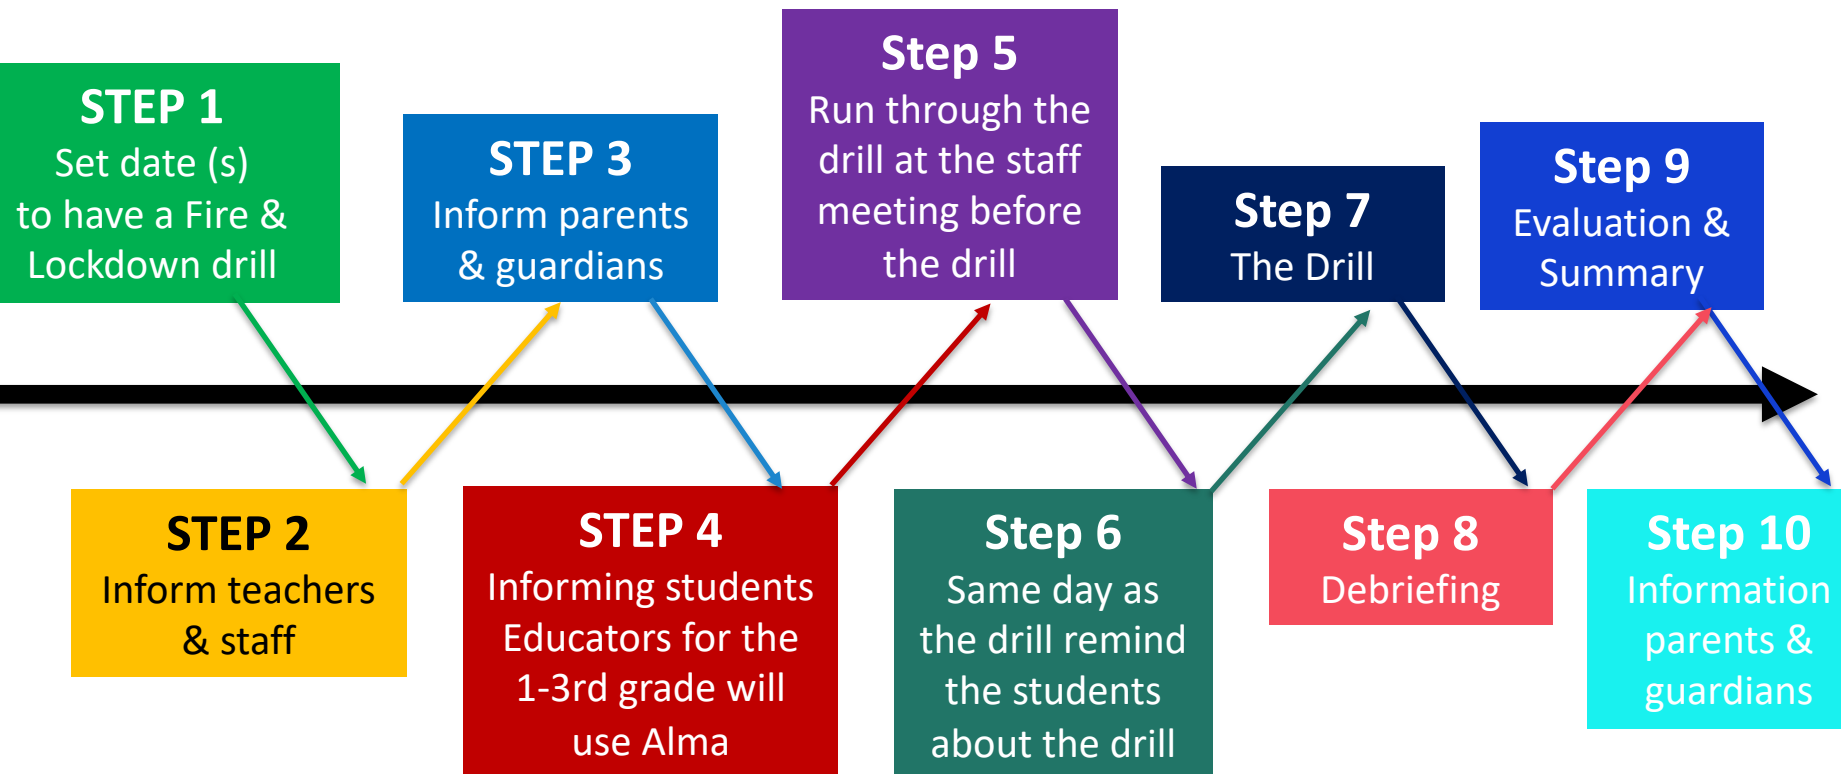 STEP 1
Set date (s)
to have a Fire &
Lockdown drill
STEP 2
Inform teachers
& staff
STEP 3
Inform parents
& guardians
STEP 4
Informing students
Educators for the
1-3rd grade will
use Alma
Step 5
Run through the
drill at the staff
meeting before
the drill
Step 6
Same day as
the drill remind
the students
about the drill
Step 7
The Drill
Step 8
Debriefing
Step 9
Evaluation &
Summary
Step 10
Information
parents &
guardians